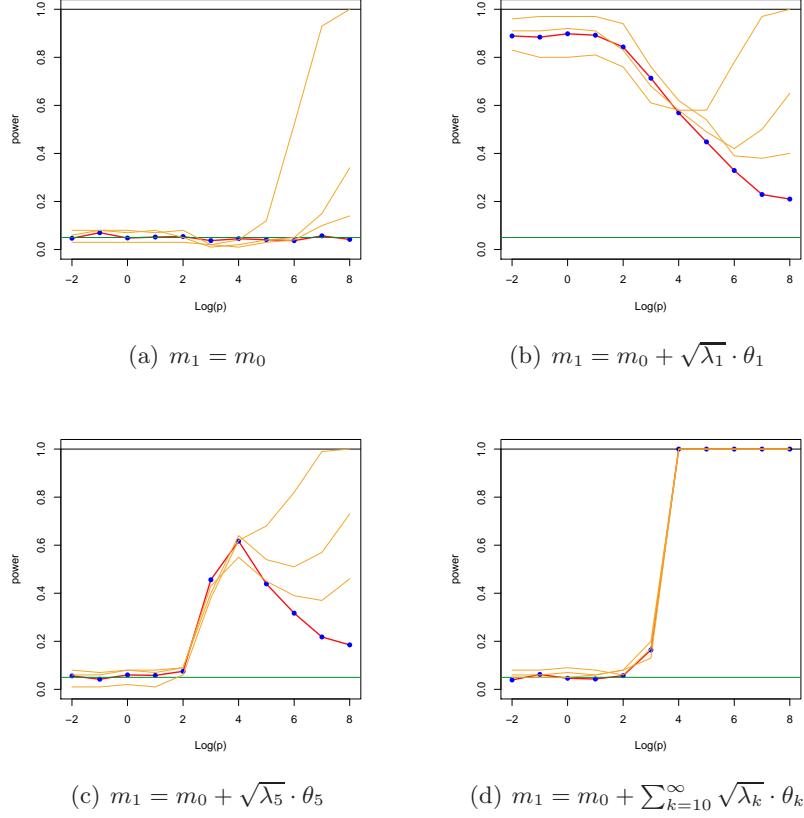 1.0
0.8
0.6
0.4
0.2
0.0
power
−2 0 2 4 6 8
Log(p)
(a) m₁ = m₀
1.0
0.8
0.6
0.4
0.2
0.0
power
−2 0 2 4 6 8
Log(p)
(b) m₁ = m₀ + √λ₁ · θ₁
1.0
0.8
0.6
0.4
0.2
0.0
power
−2 0 2 4 6 8
Log(p)
(c) m₁ = m₀ + √λ₅ · θ₅
1.0
0.8
0.6
0.4
0.2
0.0
power
−2 0 2 4 6 8
Log(p)
(d) m₁ = m₀ + ∑_{k=10}^{∞} √λₖ · θₖ